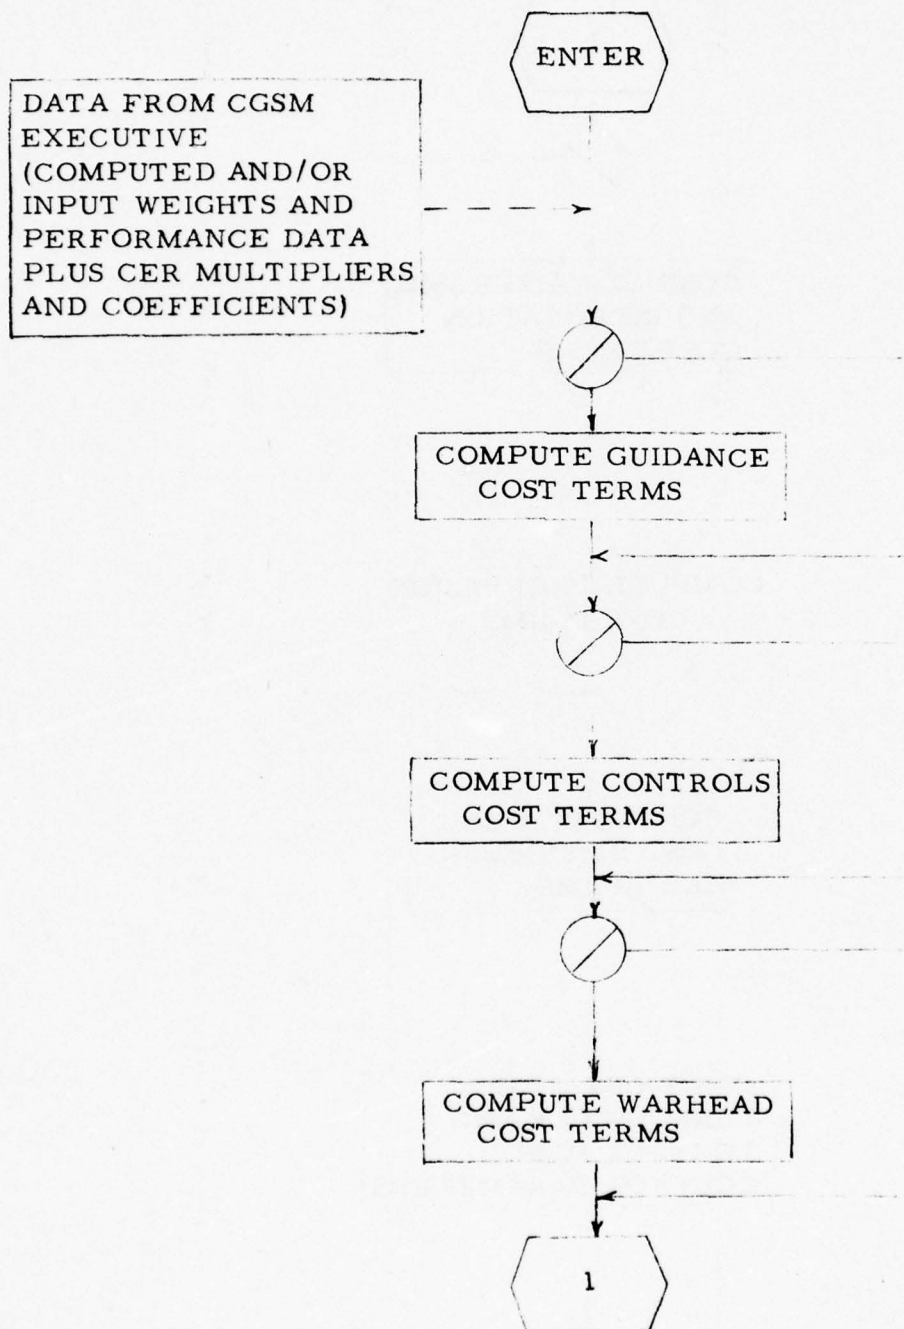 ENTER
DATA FROM CGSM
EXECUTIVE
(COMPUTED AND/OR
INPUT WEIGHTS AND
PERFORMANCE DATA
PLUS CER MULTIPLIERS
AND COEFFICIENTS)
COMPUTE GUIDANCE
COST TERMS
COMPUTE CONTROLS
COST TERMS
COMPUTE WARHEAD
COST TERMS
1